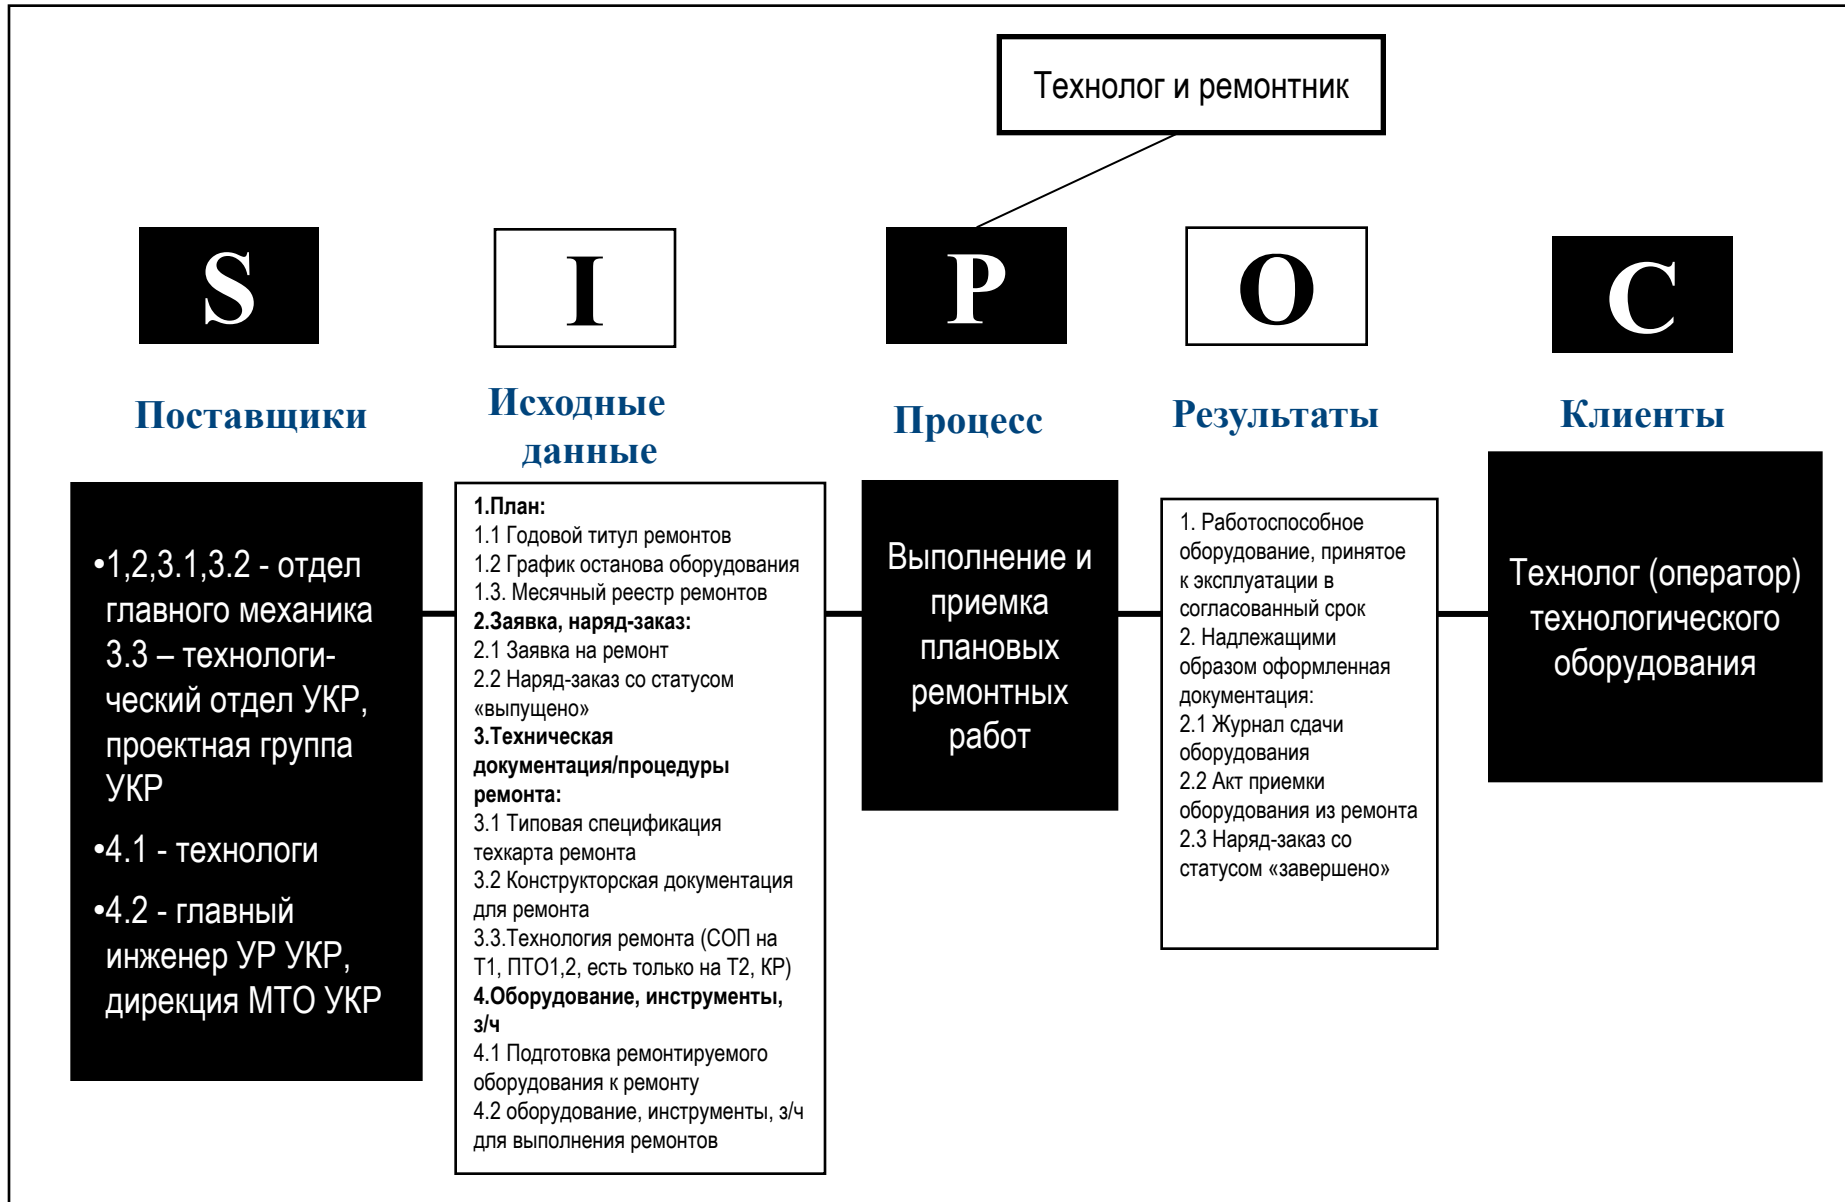 Технолог и ремонтник
S
I
P
O
C
Поставщики
Исходные
данные
Процесс
Результаты
Клиенты
•1,2,3.1,3.2 - отдел
главного механика
3.3 – технологи-
ческий отдел УКР,
проектная группа
УКР
•4.1 - технологи
•4.2 - главный
инженер УР УКР,
дирекция МТО УКР
1.План:
1.1 Годовой титул ремонтов
1.2 График останова оборудования
1.3. Месячный реестр ремонтов
2.Заявка, наряд-заказ:
2.1 Заявка на ремонт
2.2 Наряд-заказ со статусом
«выпущено»
3.Техническая
документация/процедуры
ремонта:
3.1 Типовая спецификация
техкарта ремонта
3.2 Конструкторская документация
для ремонта
3.3.Технология ремонта (СОП на
Т1, ПТО1,2, есть только на Т2, КР)
4.Оборудование, инструменты,
з/ч
4.1 Подготовка ремонтируемого
оборудования к ремонту
4.2 оборудование, инструменты, з/ч
для выполнения ремонтов
Выполнение и
приемка
плановых
ремонтных
работ
1. Работоспособное
оборудование, принятое
к эксплуатации в
согласованный срок
2. Надлежащими
образом оформленная
документация:
2.1 Журнал сдачи
оборудования
2.2 Акт приемки
оборудования из ремонта
2.3 Наряд-заказ со
статусом «завершено»
Технолог (оператор)
технологического
оборудования